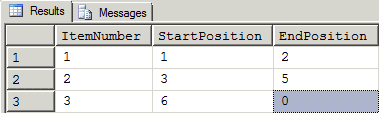 Results Messages
ItemNumber StartPosition EndPosition
1 1 1 2
2 2 3 5
3 3 6 0